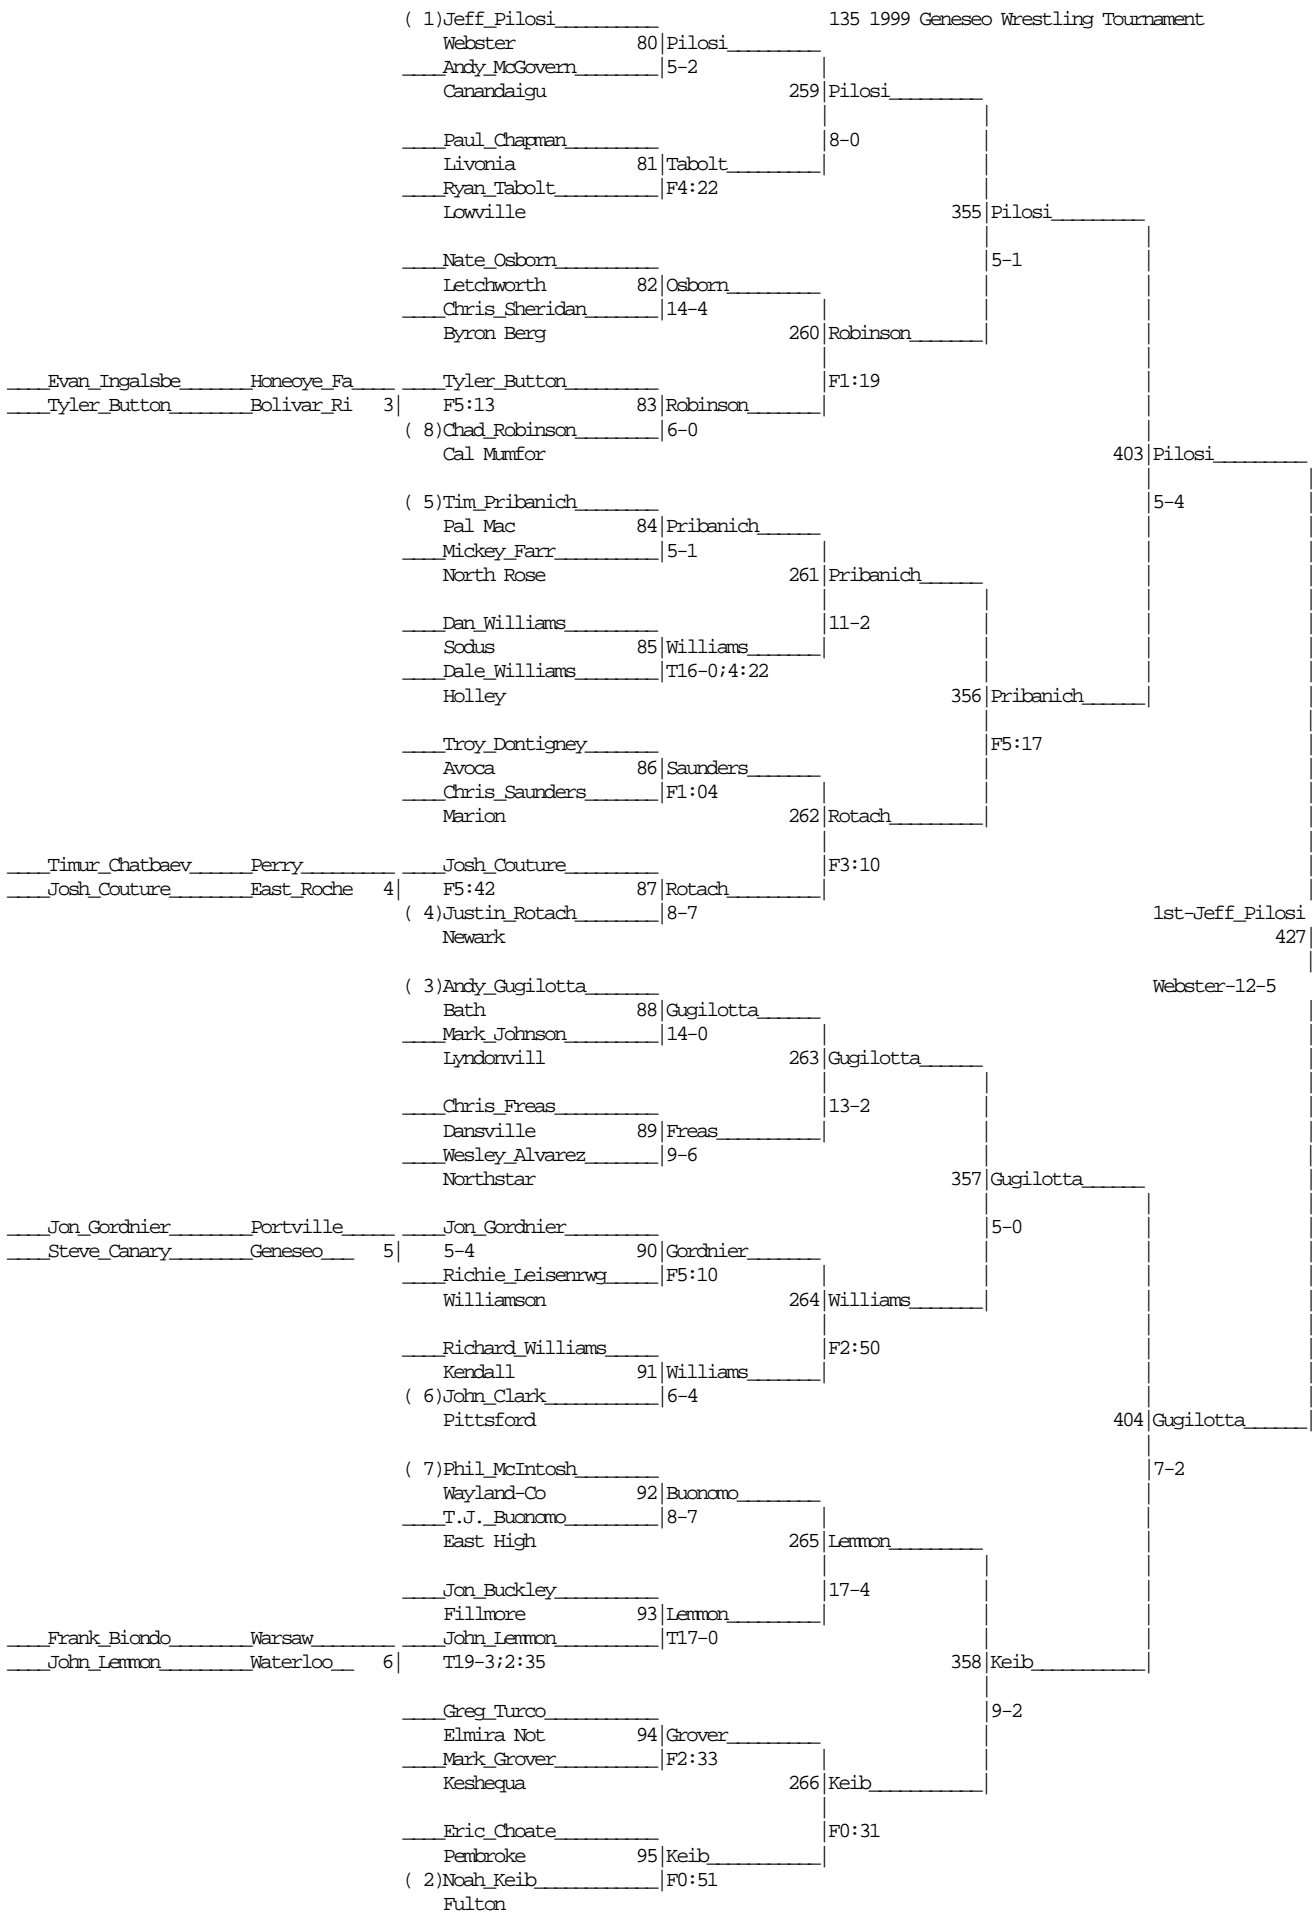 ( 1)Jeff_Pilosi__________ 135 1999 Geneseo Wrestling Tournament
Webster 80|Pilosi_________
____Andy_McGovern________|5-2 |
Canandaigu 259|Pilosi_________
____Paul_Chapman_________ |8-0
Livonia 81|Tabolt_________|
____Ryan_Tabolt__________|F4:22
Lowville 355|Pilosi_________
____Nate_Osborn__________ |5-1
Letchworth 82|Osborn_________
____Chris_Sheridan_______|14-4
Byron Berg 260|Robinson_______|
____Evan_Ingalsbe_______Honeoye_Fa____ ____Tyler_Button_________ |F1:19
____Tyler_Button________Bolivar_Ri 3| F5:13 83|Robinson_______|
( 8)Chad_Robinson________|6-0
Cal Mumfor 403|Pilosi_________
( 5)Tim_Pribanich________ |5-4
Pal Mac 84|Pribanich______
____Mickey_Farr__________|5-1
North Rose 261|Pribanich______
____Dan_Williams_________ |11-2
Sodus 85|Williams_______|
____Dale_Williams________|T16-0;4:22
Holley 356|Pribanich______|
____Troy_Dontigney_______ |F5:17
Avoca 86|Saunders_______
____Chris_Saunders_______|F1:04
Marion 262|Rotach_________|
____Timur_Chatbaev______Perry_________ ____Josh_Couture_________ |F3:10
____Josh_Couture________East_Roche 4| F5:42 87|Rotach_________|
( 4)Justin_Rotach________|8-7 1st-Jeff_Pilosi
Newark 427|
( 3)Andy_Gugilotta_______ Webster-12-5
Bath 88|Gugilotta______
____Mark_Johnson_________|14-0
Lyndonvill 263|Gugilotta______
____Chris_Freas__________ |13-2
Dansville 89|Freas__________|
____Wesley_Alvarez_______|9-6
Northstar 357|Gugilotta______
____Jon_Gordnier________Portville_____ ____Jon_Gordnier_________ |5-0
____Steve_Canary________Geneseo___ 5| 5-4 90|Gordnier_______
____Richie_Leisenrwg_____|F5:10
Williamson 264|Williams_______|
____Richard_Williams_____ |F2:50
Kendall 91|Williams_______|
( 6)John_Clark___________|6-4
Pittsford 404|Gugilotta______|
( 7)Phil_McIntosh________ |7-2
Wayland-Co 92|Buonomo________
____T.J._Buonomo_________|8-7
East High 265|Lemmon_________
____Jon_Buckley__________ |17-4
Fillmore 93|Lemmon_________|
____Frank_Biondo________Warsaw________ ____John_Lemmon__________|T17-0
____John_Lemmon_________Waterloo__ 6| T19-3;2:35 358|Keib___________|
____Greg_Turco___________ |9-2
Elmira Not 94|Grover_________
____Mark_Grover__________|F2:33
Keshequa 266|Keib___________|
____Eric_Choate__________ |F0:31
Pembroke 95|Keib___________|
( 2)Noah_Keib____________|F0:51
Fulton